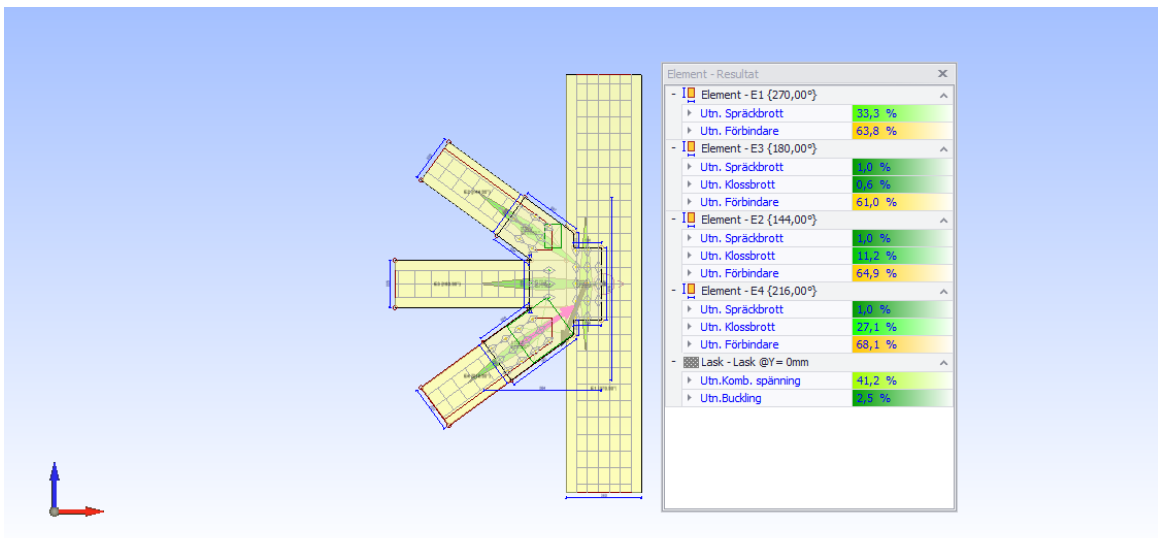 Element - Resultat
- Element - E1 {270,00°}
Utn. Spräckbrott 33,3 %
Utn. Förbindare 63,8 %
- Element - E3 {180,00°}
Utn. Spräckbrott 1,0 %
Utn. Klossbrott 0,6 %
Utn. Förbindare 61,0 %
- Element - E2 {144,00°}
Utn. Spräckbrott 1,0 %
Utn. Klossbrott 11,2 %
Utn. Förbindare 64,9 %
- Element - E4 {216,00°}
Utn. Spräckbrott 1,0 %
Utn. Klossbrott 27,1 %
Utn. Förbindare 68,1 %
- Lask - Lask @Y= 0mm
Utn.Komb. spänning 41,2 %
Utn.Buckling 2,5 %